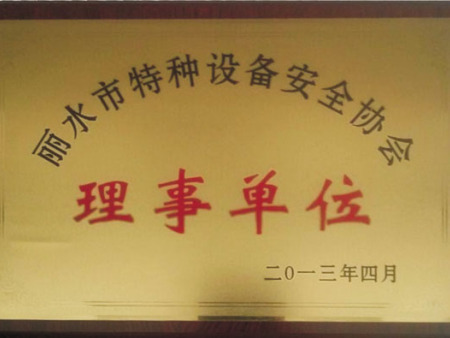 丽水市特种设备安全协会
理事单位
二0一三年四月